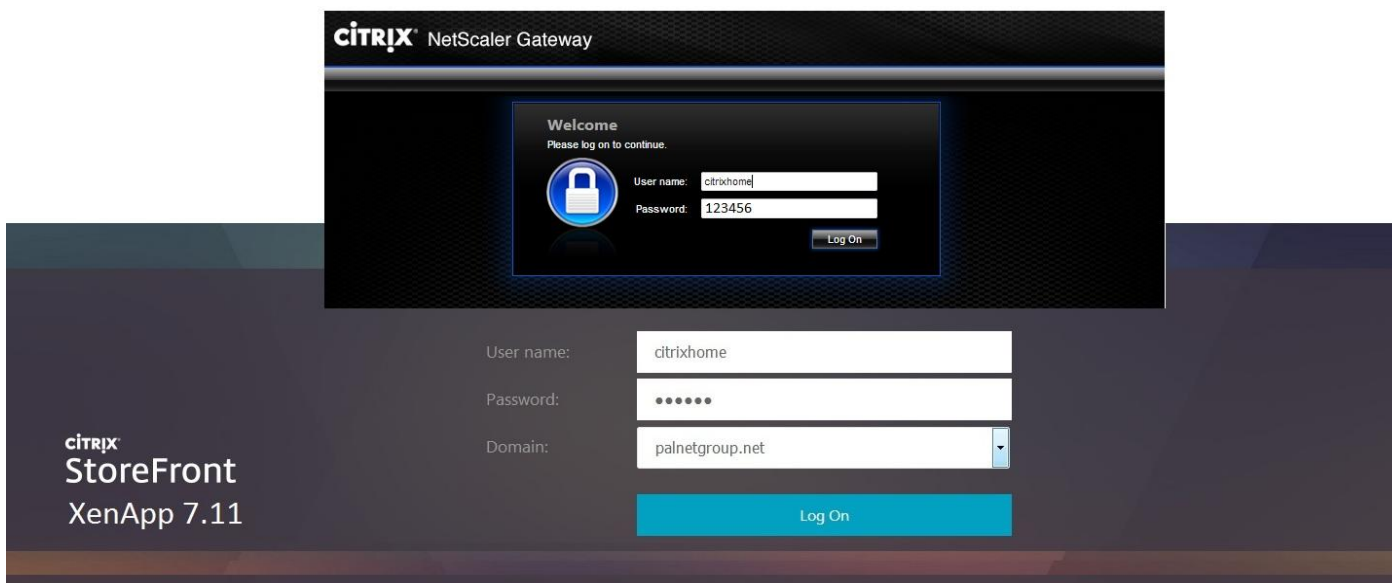 CITRIX NetScaler Gateway
Welcome
Please log on to continue.
User name: citrixhome
Password: 123456
Log On
User name: citrixhome
Password: ●●●●●●
Domain: palnetgroup.net
Log On
CITRIX
StoreFront
XenApp 7.11